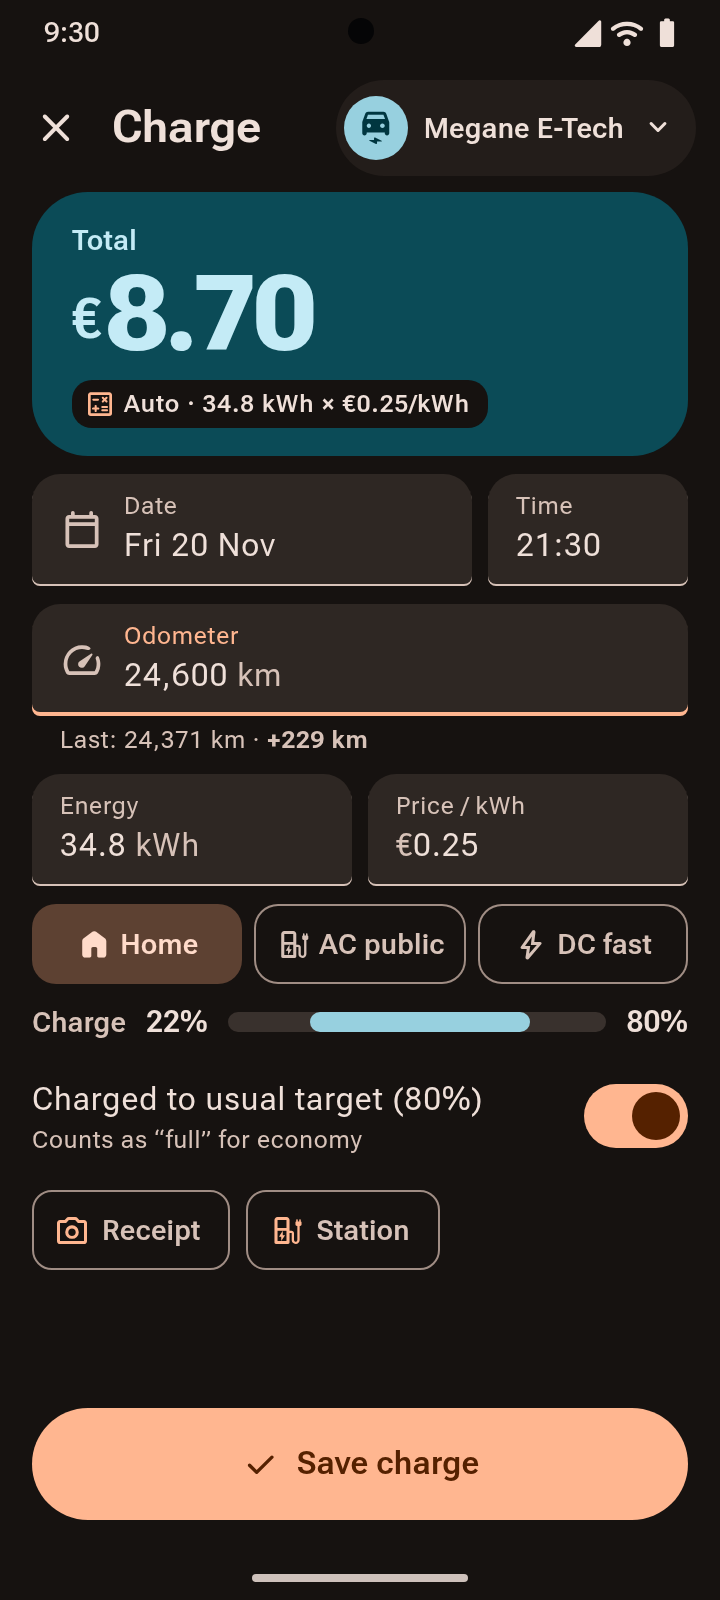 9:30
Charge
Megane E-Tech
Total
€8.70
Auto · 34.8 kWh × €0.25/kWh
Date
Fri 20 Nov
Time
21:30
Odometer
24,600 km
Last: 24,371 km · +229 km
Energy
34.8 kWh
Price / kWh
€0.25
Home
AC public
DC fast
Charge 22% 80%
Charged to usual target (80%)
Counts as “full” for economy
Receipt
Station
Save charge